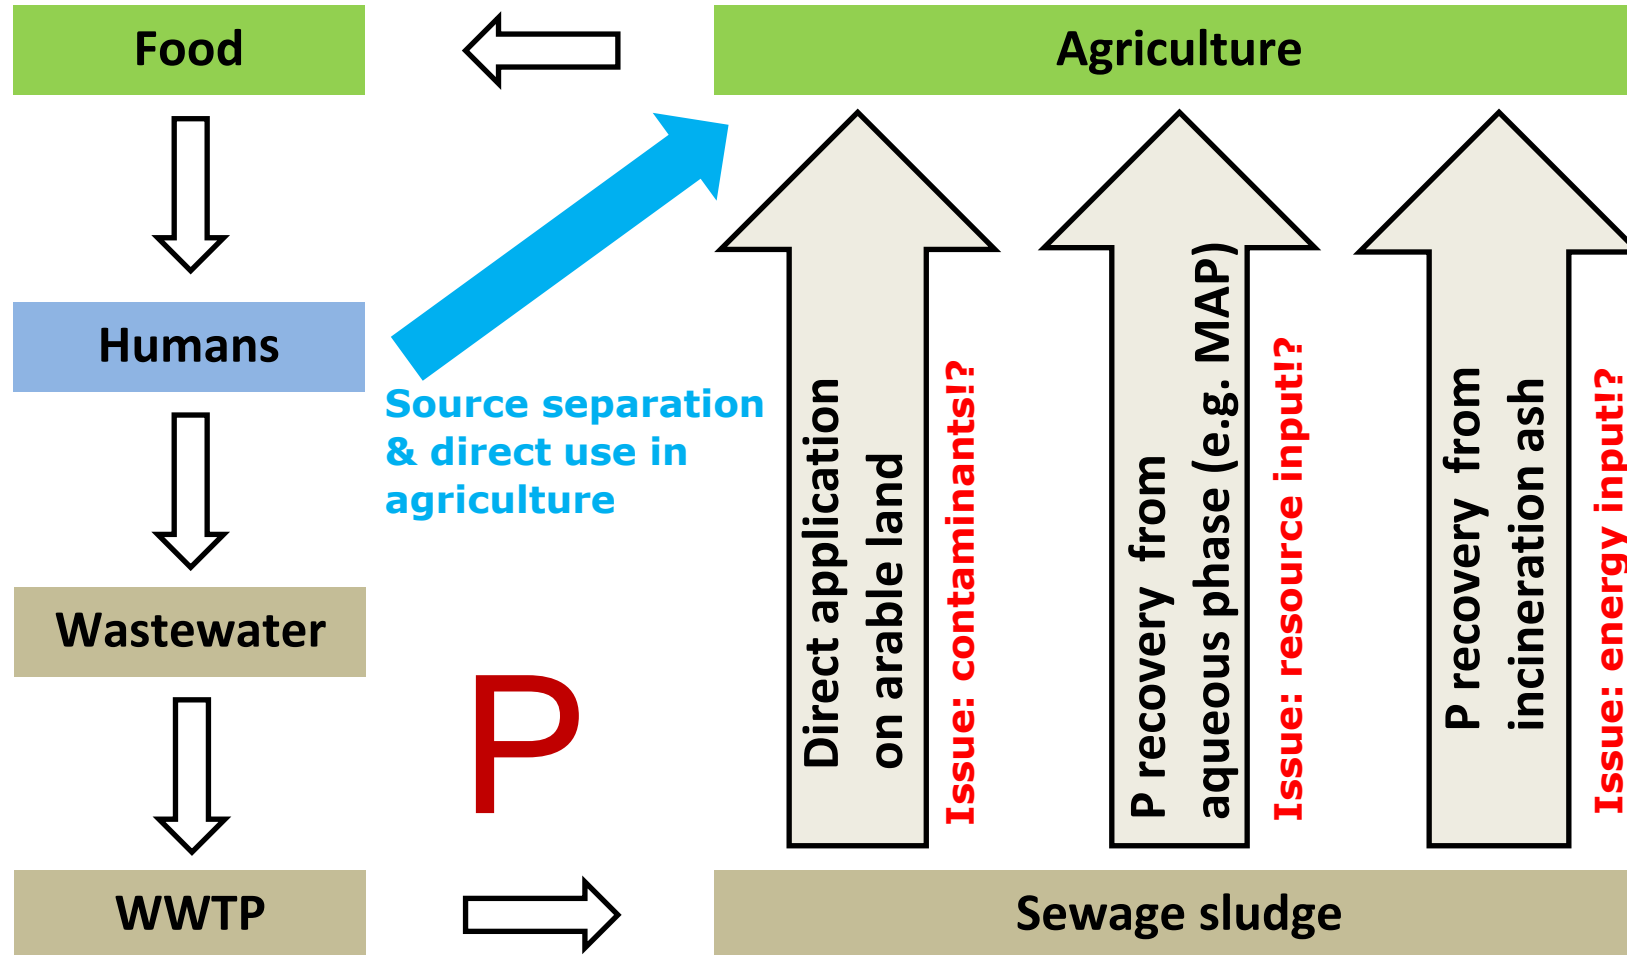 Food
Agriculture
Humans
Source separation
& direct use in
agriculture
Wastewater
P
WWTP
Sewage sludge
Direct application
on arable land
Issue: contaminants!?
P recovery from
aqueous phase (e.g. MAP)
Issue: resource input!?
P recovery from
incineration ash
Issue: energy input!?